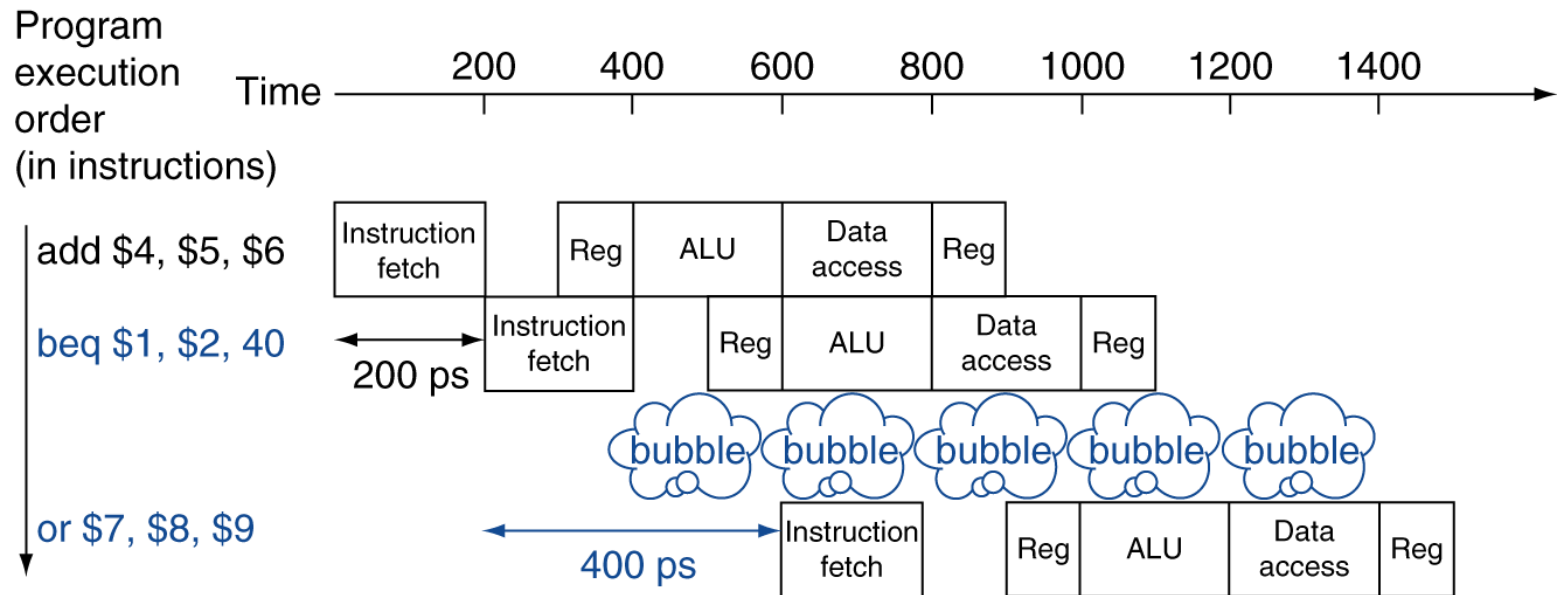 Program
execution
order
(in instructions)
Time
200 400 600 800 1000 1200 1400
add $4, $5, $6
Instruction
fetch
Reg
ALU
Data
access
Reg
beq $1, $2, 40
200 ps
Instruction
fetch
Reg
ALU
Data
access
Reg
bubble bubble bubble bubble bubble
or $7, $8, $9
400 ps
Instruction
fetch
Reg
ALU
Data
access
Reg